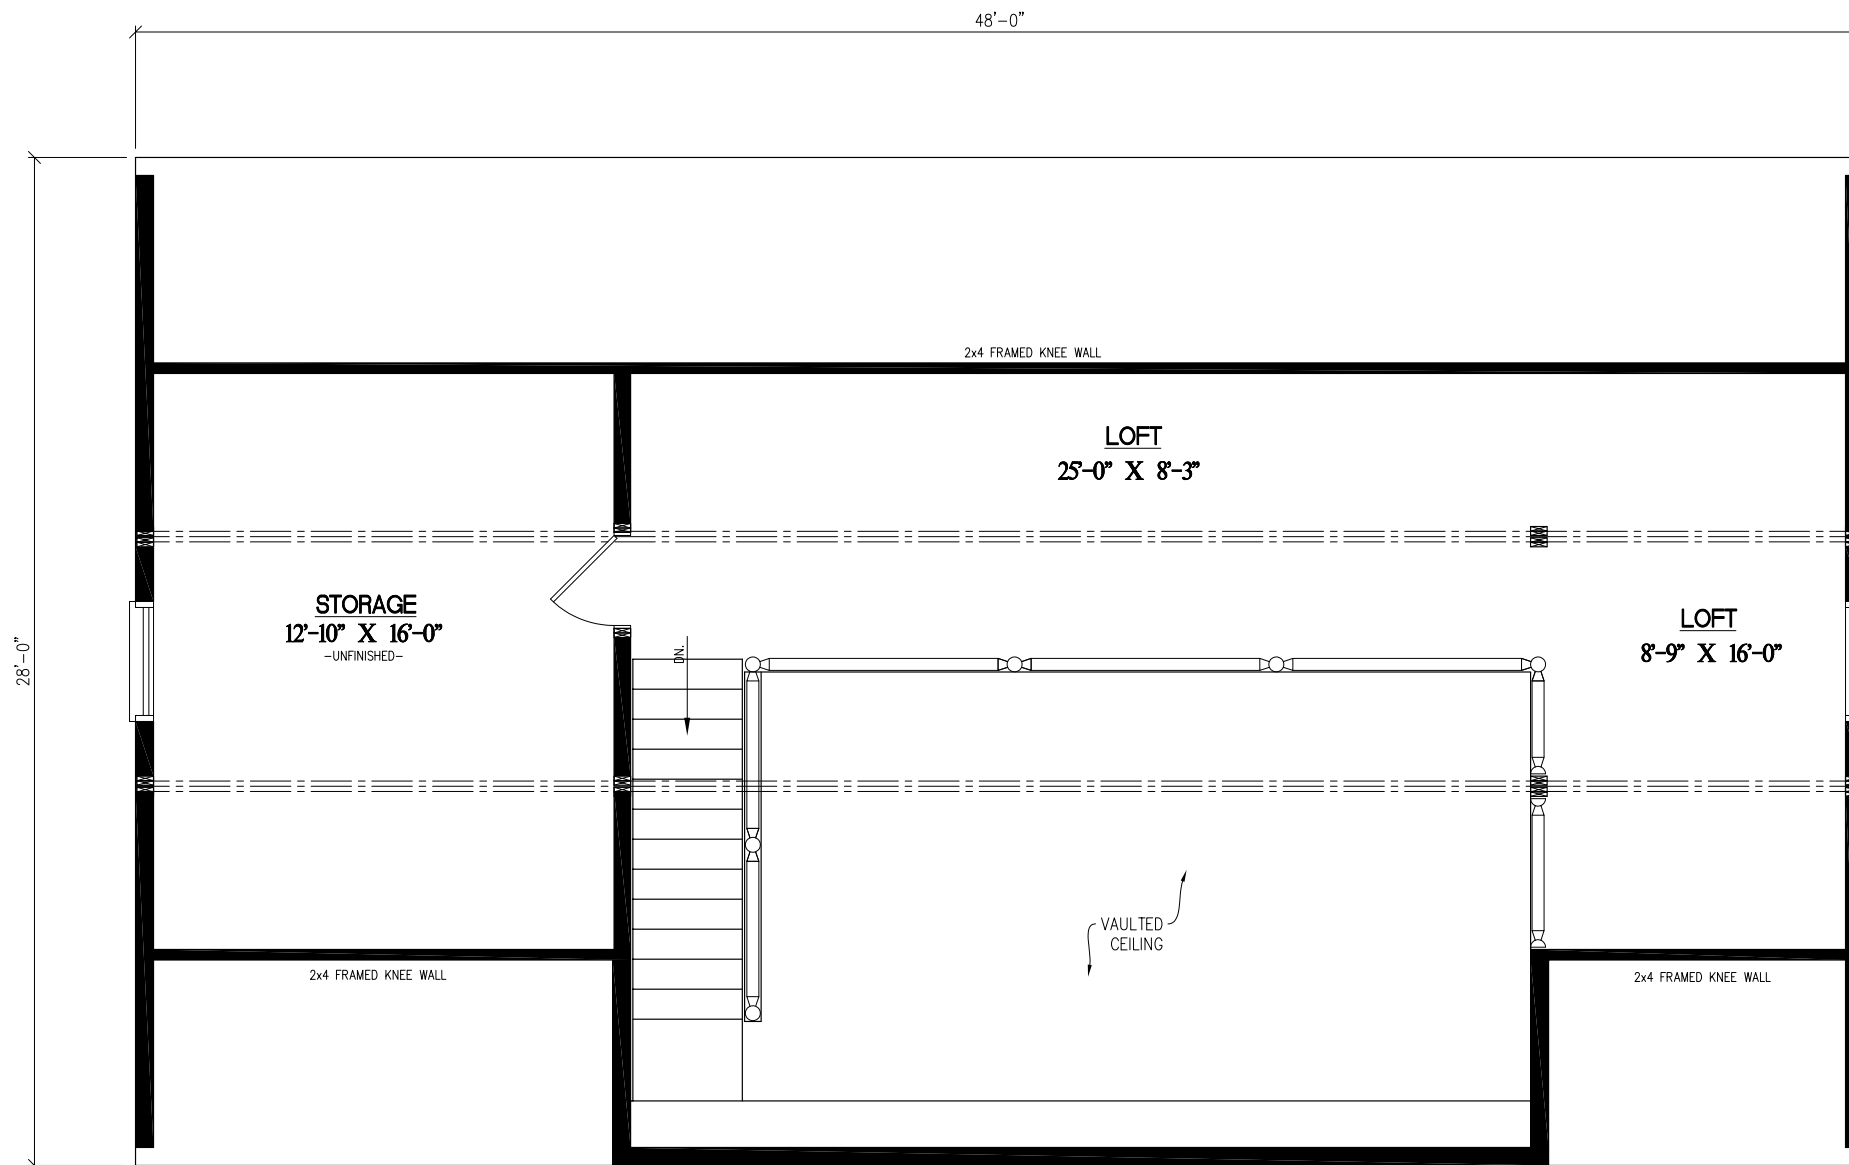 48'-0"
2x4 FRAMED KNEE WALL
LOFT
25'-0" X 8'-3"
STORAGE
12'-10" X 16'-0"
-UNFINISHED-
DN.
LOFT
8'-9" X 16'-0"
28'-0"
VAULTED
CEILING
2x4 FRAMED KNEE WALL
2x4 FRAMED KNEE WALL